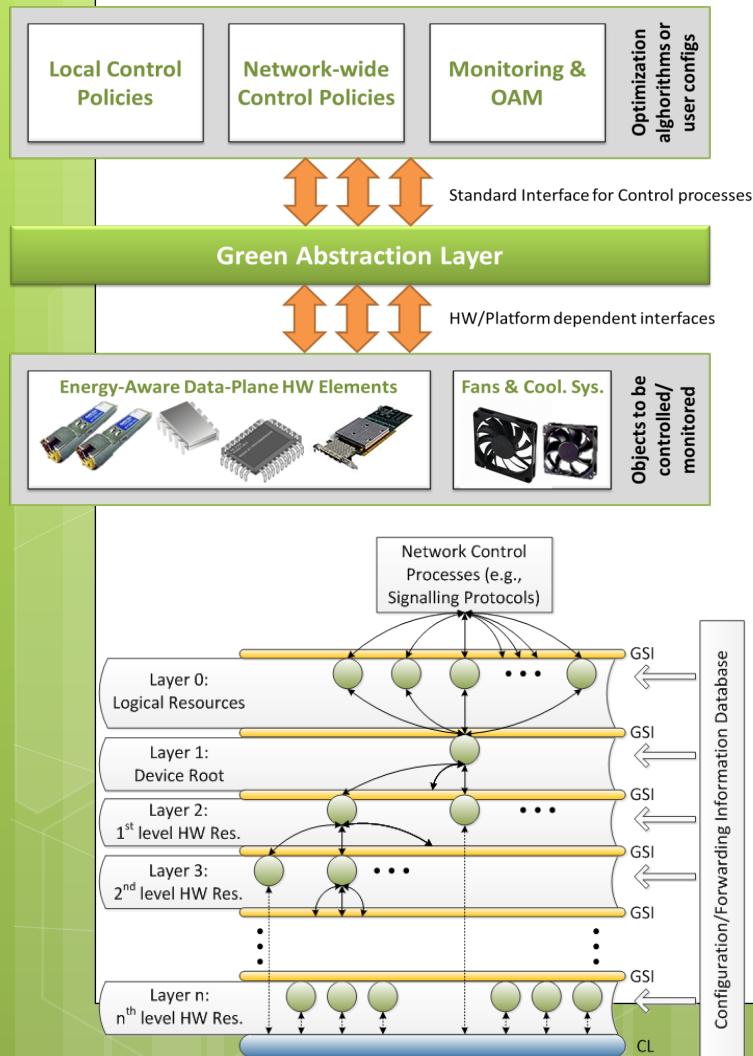 Local Control
Policies
Network-wide
Control Policies
Monitoring &
OAM
Optimization
alghorithms or
user configs
Standard Interface for Control processes
Green Abstraction Layer
HW/Platform dependent interfaces
Energy-Aware Data-Plane HW Elements
Fans & Cool. Sys.
Objects to be
controlled/
monitored
Network Control
Processes (e.g.,
Signalling Protocols)
GSI
Layer 0:
Logical Resources
GSI
Layer 1:
Device Root
GSI
Layer 2:
1st level HW Res.
GSI
Layer 3:
2nd level HW Res.
GSI
GSI
Layer n:
nth level HW Res.
CL
Configuration/Forwarding Information Database